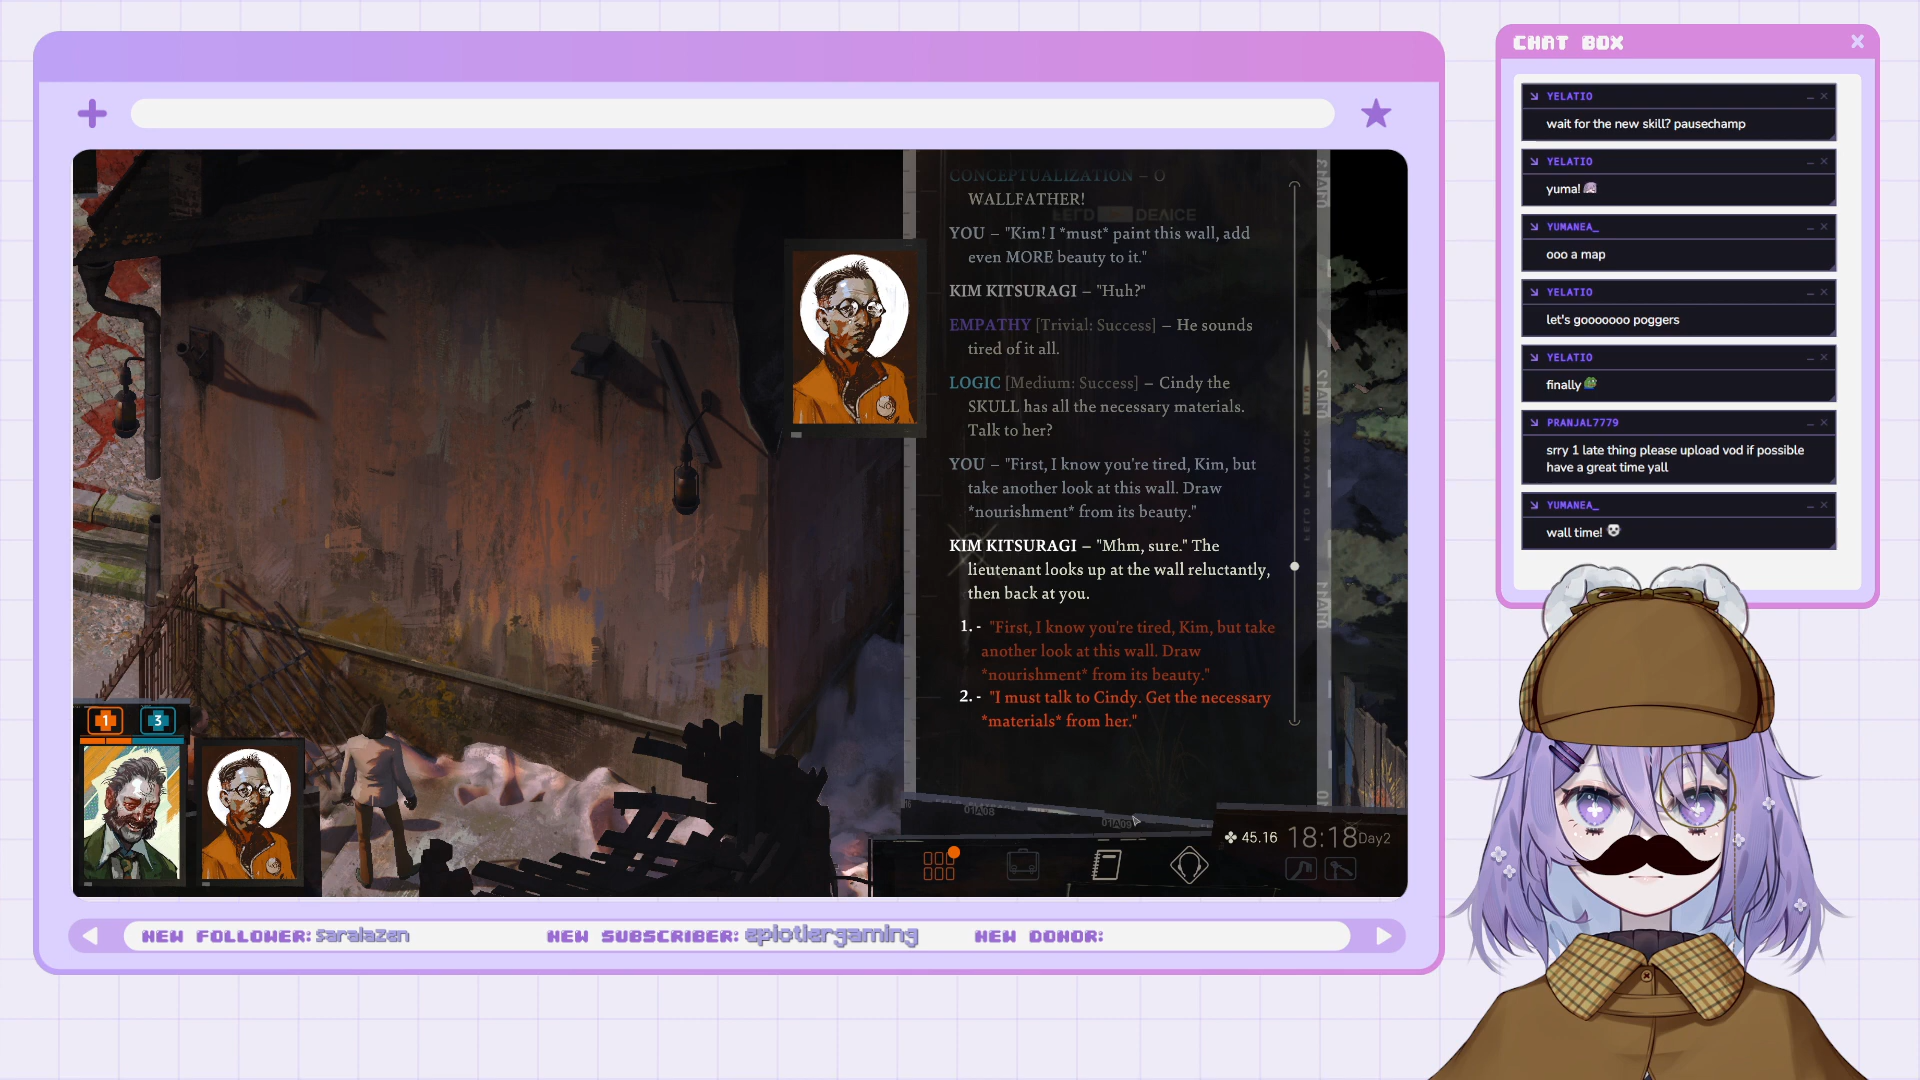 CHAT BOX
YELATIO
wait for the new skill? pausechamp
YELATIO
yuma!
YUMANEA_
ooo a map
YELATIO
let's gooooooo poggers
YELATIO
finally
PRANJAL7779
srry 1 late thing please upload vod if possible
have a great time yall
YUMANEA_
wall time!
CONCEPTUALIZATION – O
WALLFATHER!
YOU – "Kim! I *must* paint this wall, add
even MORE beauty to it."
KIM KITSURAGI – "Huh?"
EMPATHY [Trivial: Success] – He sounds
tired of it all.
LOGIC [Medium: Success] – Cindy the
SKULL has all the necessary materials.
Talk to her?
YOU – "First, I know you're tired, Kim, but
take another look at this wall. Draw
*nourishment* from its beauty."
KIM KITSURAGI – "Mhm, sure." The
lieutenant looks up at the wall reluctantly,
then back at you.
1. - "First, I know you're tired, Kim, but take
another look at this wall. Draw
*nourishment* from its beauty."
2. - "I must talk to Cindy. Get the necessary
*materials* from her."
1 3
45.16 18:18 Day2
NEW FOLLOWER: saralazen NEW SUBSCRIBER: eplotlergaming NEW DONOR: